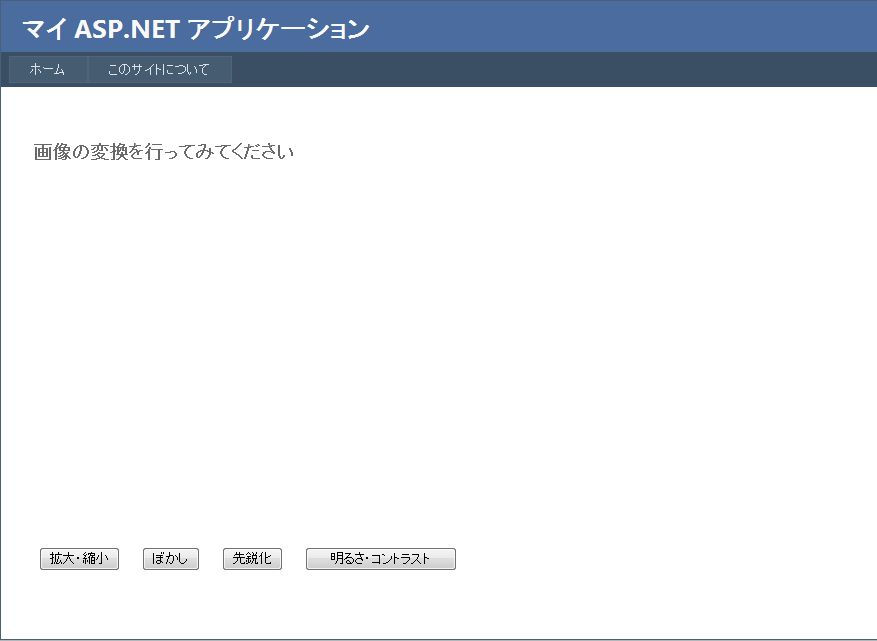 マイ ASP.NET アプリケーション
ホーム このサイトについて
画像の変換を行ってみてください
拡大・縮小 ぼかし 先鋭化 明るさ・コントラスト